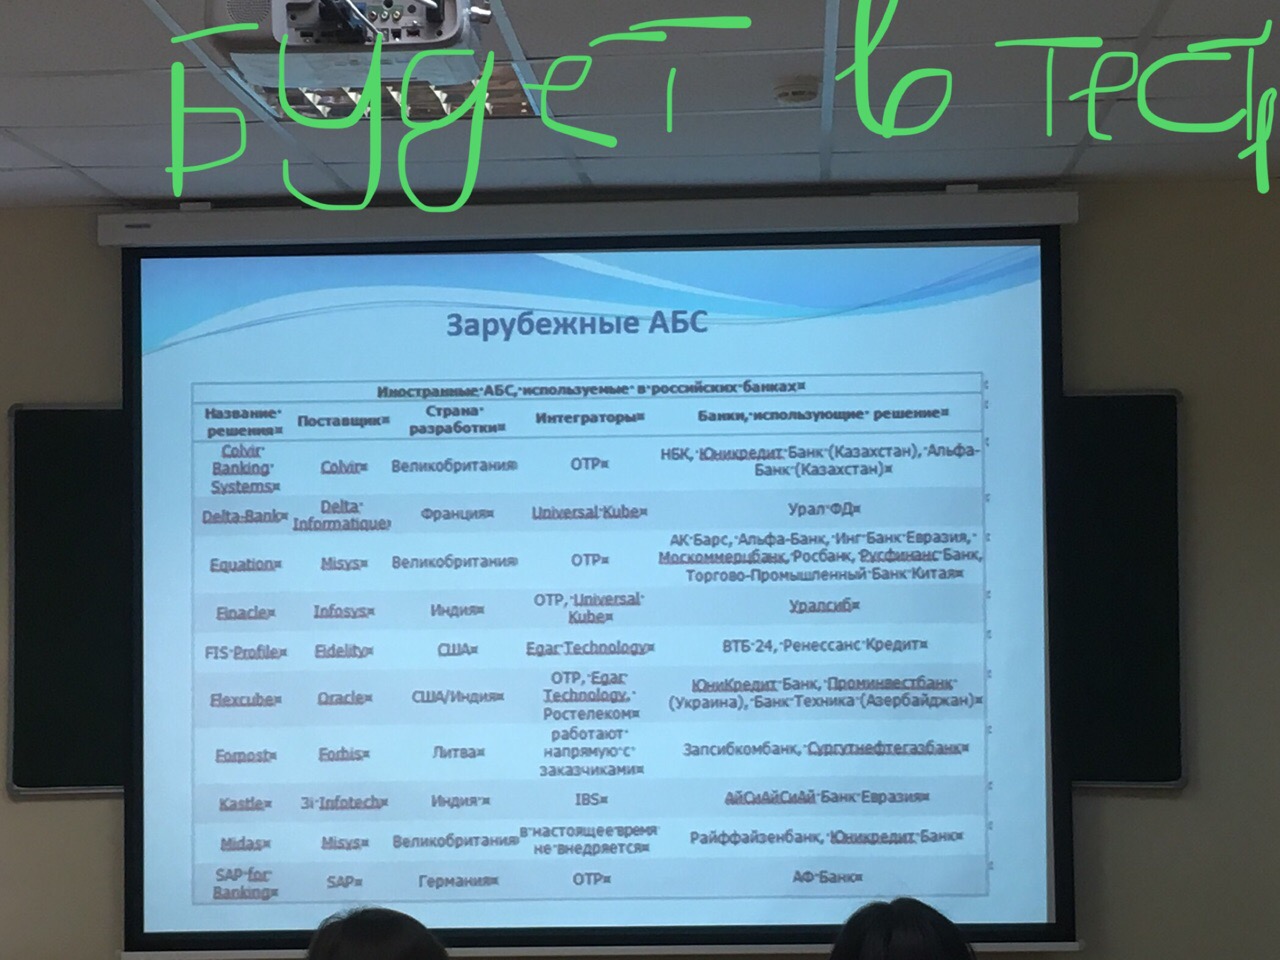 Будет в тест
Зарубежные АБС
Иностранные АБС, используемые в российских банках
Название решения Поставщик Страна разработки Интеграторы Банки, использующие решение
Colvir Banking Systems Colvir Великобритания OTP НБК, Юникредит Банк (Казахстан), Альфа-Банк (Казахстан)
Delta-Bank Delta Informatique Франция Universal Kube Урал ФД
Equation Misys Великобритания OTP АК Барс, Альфа-Банк, Инг Банк Евразия, Москоммерцбанк, Росбанк, Русфинанс Банк, Торгово-Промышленный Банк Китая
Finacle Infosys Индия OTP, Universal Kube Уралсиб
FIS Profile Fidelity США Egar Technology ВТБ-24, Ренессанс Кредит
Flexcube Oracle США/Индия OTP, Egar Technology, Ростелеком ЮниКредит Банк, Проминвестбанк (Украина), Банк Техника (Азербайджан)
Forpost Forbis Литва работают напрямую с заказчиками Запсибкомбанк, Сургутнефтегазбанк
Kastle 3i Infotech Индия IBS АйСиАйСиАй Банк Евразия
Midas Misys Великобритания в настоящее время не внедряется Райффайзенбанк, Юникредит Банк
SAP for Banking SAP Германия OTP АФ Банк